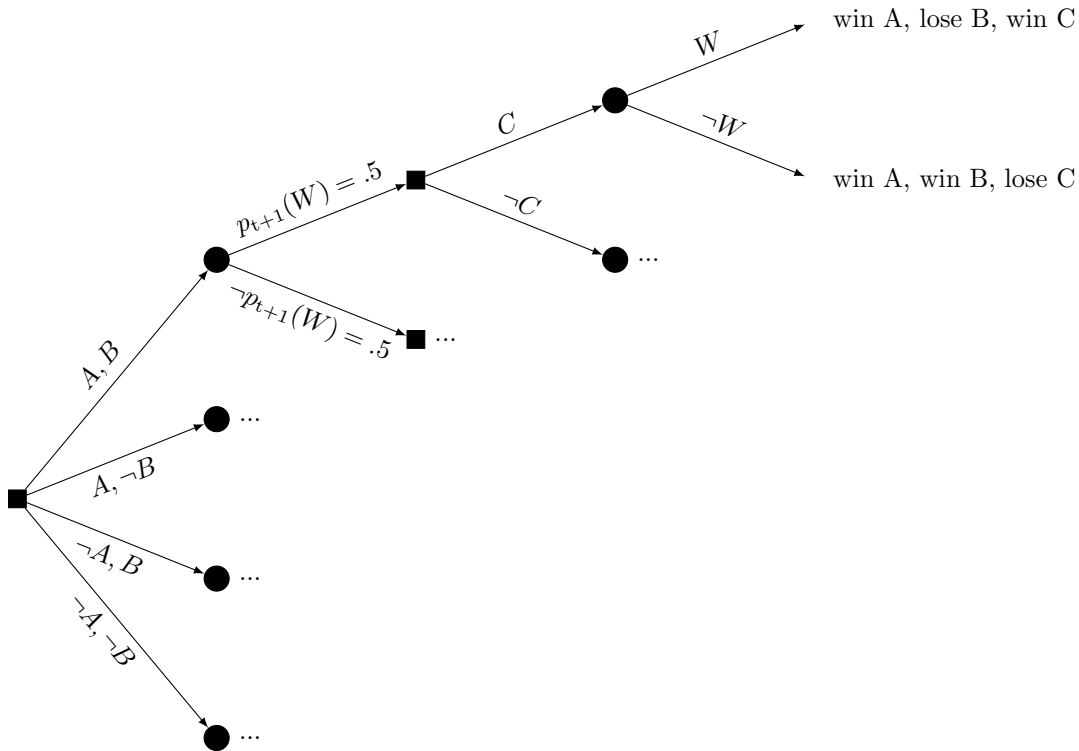 W
win A, lose B, win C
C
¬W
win A, win B, lose C
p_{t+1}(W) = .5
¬C
...
¬p_{t+1}(W) = .5
...
A, B
...
A, ¬B
¬A, B
...
¬A, ¬B
...